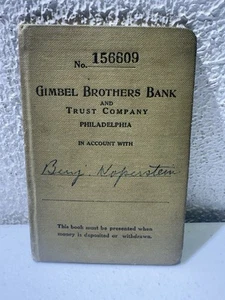 No. 156609
GIMBEL BROTHERS BANK
AND
TRUST COMPANY
PHILADELPHIA
IN ACCOUNT WITH
Benj. Koperstein
This book must be presented when
money is deposited or withdrawn.